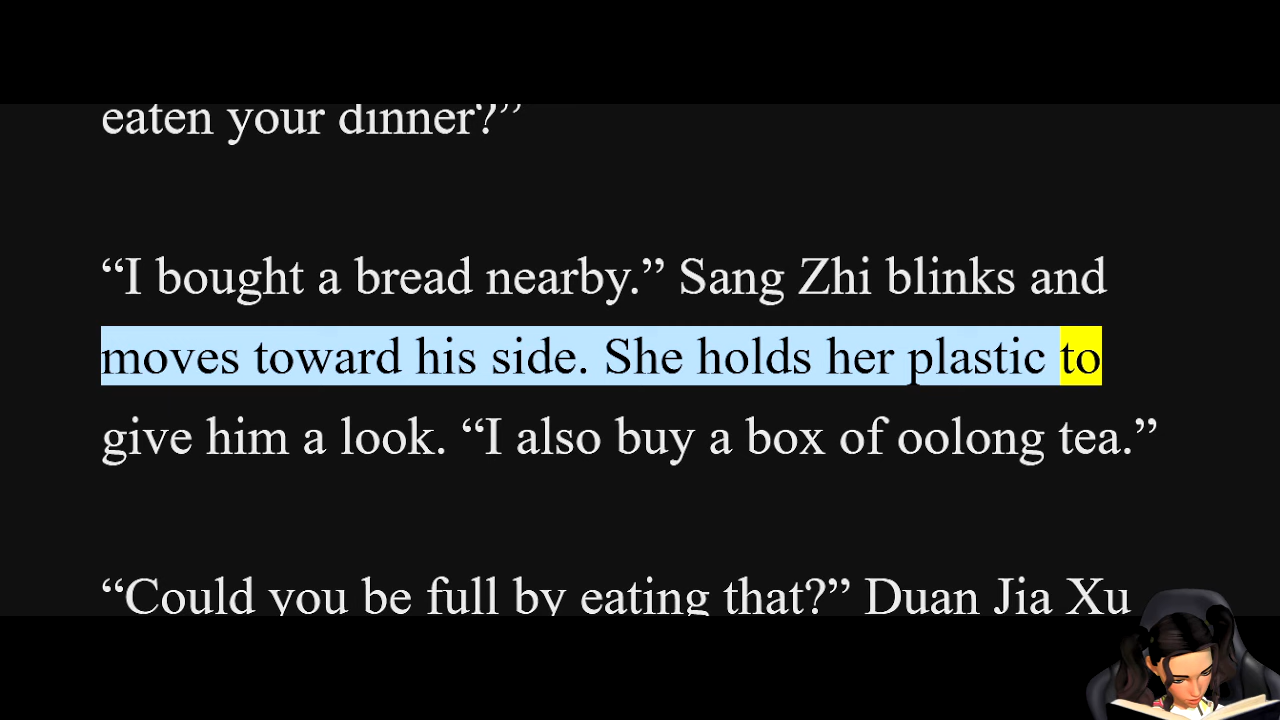 eaten your dinner?”
“I bought a bread nearby.” Sang Zhi blinks and
moves toward his side. She holds her plastic to
give him a look. “I also buy a box of oolong tea.”
“Could you be full by eating that?” Duan Jia Xu